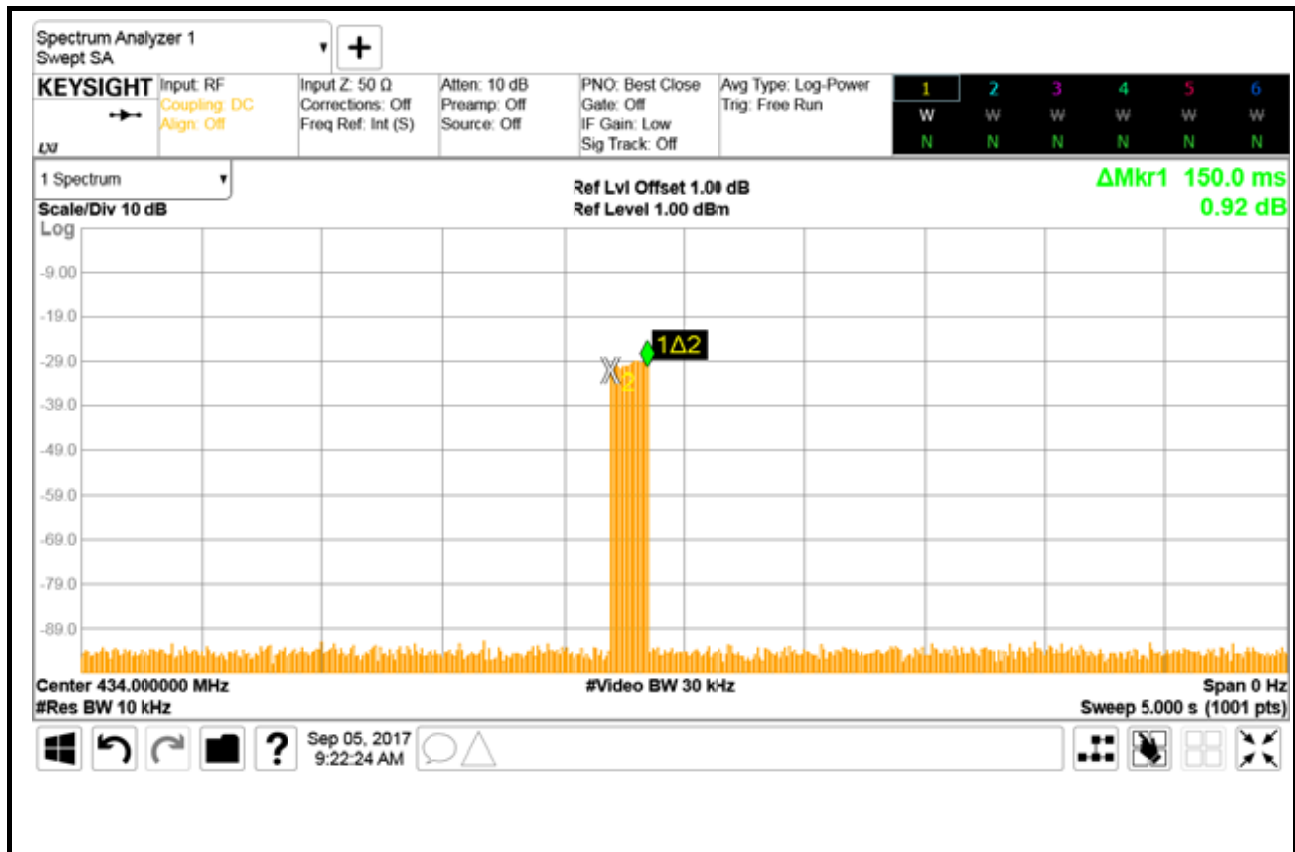 Spectrum Analyzer 1
Swept SA
KEYSIGHT
LXI
Input: RF
Coupling: DC
Align: Off
Input Z: 50 Ω
Corrections: Off
Freq Ref: Int (S)
Atten: 10 dB
Preamp: Off
Source: Off
PNO: Best Close
Gate: Off
IF Gain: Low
Sig Track: Off
Avg Type: Log-Power
Trig: Free Run
1 2 3 4 5 6
W W W W W W
N N N N N N
1 Spectrum
Scale/Div 10 dB
Log
Ref Lvl Offset 1.00 dB
Ref Level 1.00 dBm
ΔMkr1 150.0 ms
0.92 dB
-9.00
-19.0
1Δ2
-29.0
X2
-39.0
-49.0
-59.0
-69.0
-79.0
-89.0
Center 434.000000 MHz
#Video BW 30 kHz
Span 0 Hz
#Res BW 10 kHz
Sweep 5.000 s (1001 pts)
?
Sep 05, 2017
9:22:24 AM